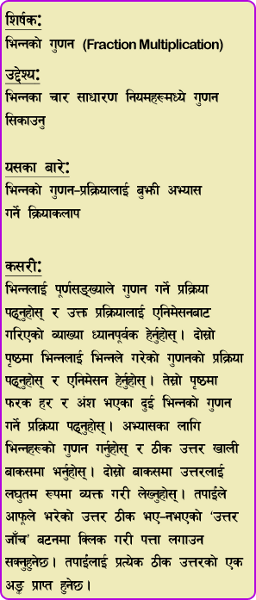 शिर्षक:
भिन्नको गुणन (Fraction Multiplication)
उद्देश्य:
भिन्नका चार साधारण नियमहरूमध्ये गुणन
सिकाउनु
यसका बारे:
भिन्नको गुणन-प्रक्रियालाई बुझी अभ्यास
गर्ने क्रियाकलाप
कसरी:
भिन्नलाई पूर्णसङ्ख्याले गुणन गर्ने प्रक्रिया
पढ्नुहोस् र उक्त प्रक्रियालाई एनिमेसनबाट
गरिएको व्याख्या ध्यानपूर्वक हेर्नुहोस्। दोस्रो
पृष्ठमा भिन्नलाई भिन्नले गरेको गुणनको प्रक्रिया
पढ्नुहोस् र एनिमेसन हेर्नुहोस्। तेस्रो पृष्ठमा
फरक हर र अंश भएका दुई भिन्नको गुणन
गर्ने प्रक्रिया पढ्नुहोस्। अभ्यासका लागि
भिन्नहरूको गुणन गर्नुहोस् र ठीक उत्तर खाली
बाकसमा भर्नुहोस्। दोस्रो बाकसमा उत्तरलाई
लघुतम रूपमा व्यक्त गरी लेख्नुहोस्। तपाईंले
आफूले भरेको उत्तर ठीक भए-नभएको 'उत्तर
जाँच' बटनमा क्लिक गरी पत्ता लगाउन
सक्नुहुनेछ। तपाईंलाई प्रत्येक ठीक उत्तरको एक
अङ्क प्राप्त हुनेछ।